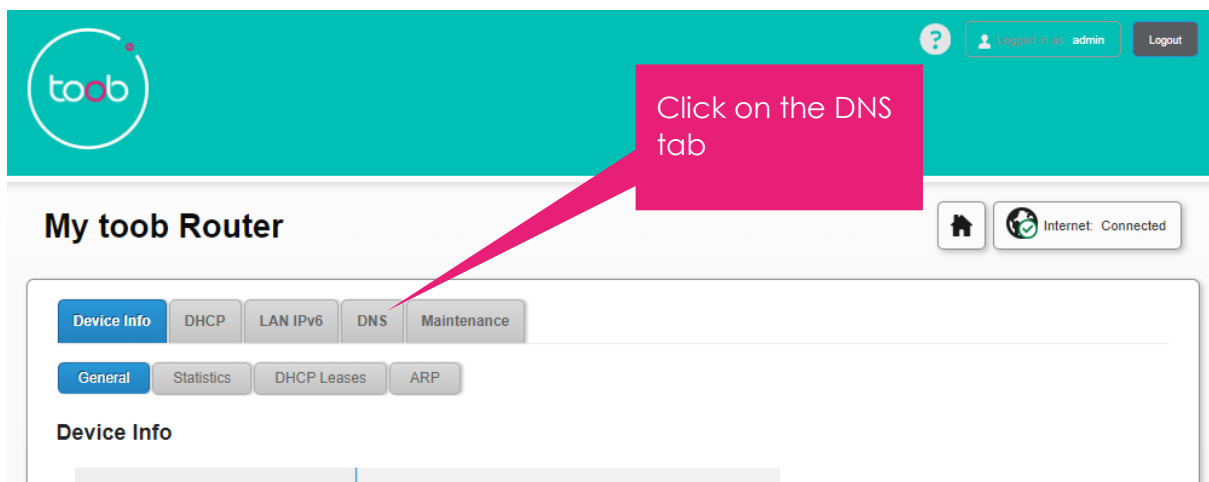 toob
? Logged in as admin Logout
Click on the DNS
tab
My toob Router
Internet: Connected
Device Info DHCP LAN IPv6 DNS Maintenance
General Statistics DHCP Leases ARP
Device Info